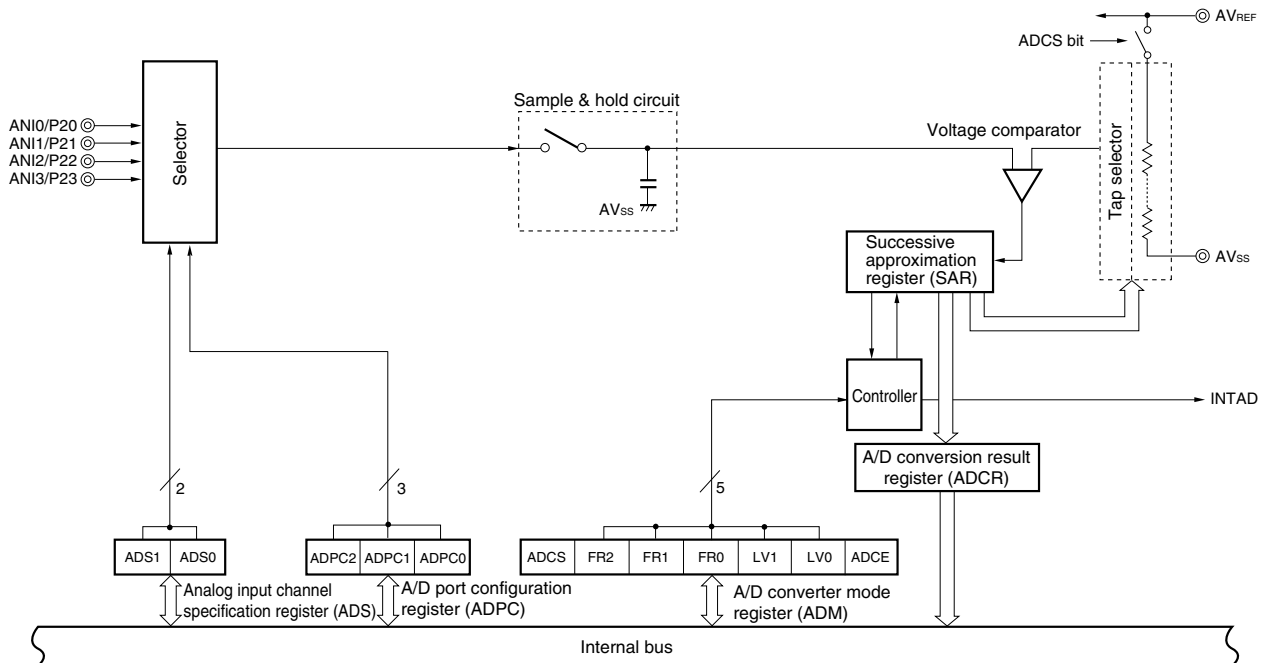 AVREF
ADCS bit
Sample & hold circuit
ANI0/P20
ANI1/P21
ANI2/P22
ANI3/P23
Selector
Voltage comparator
Tap selector
AVSS
Successive
approximation
register (SAR)
AVSS
Controller
INTAD
A/D conversion result
register (ADCR)
2
3
5
ADS1 ADS0
ADPC2 ADPC1 ADPC0
ADCS FR2 FR1 FR0 LV1 LV0 ADCE
Analog input channel
specification register (ADS)
A/D port configuration
register (ADPC)
A/D converter mode
register (ADM)
Internal bus